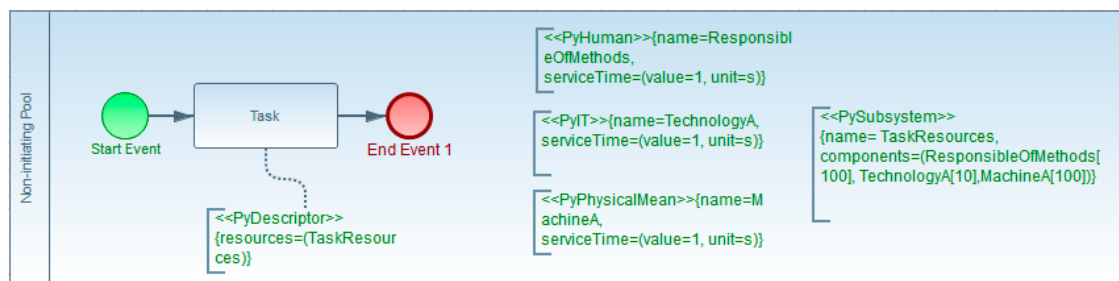 Non-initiating Pool
Start Event
Task
End Event 1
<<PyDescriptor>>
{resources=(TaskResour
ces)}
<<PyHuman>>{name=Responsibl
eOfMethods,
serviceTime=(value=1, unit=s)}
<<PyIT>>{name=TechnologyA,
serviceTime=(value=1, unit=s)}
<<PyPhysicalMean>>{name=M
achineA,
serviceTime=(value=1, unit=s)}
<<PySubsystem>>
{name= TaskResources,
components=(ResponsibleOfMethods[
100], TechnologyA[10],MachineA[100])}